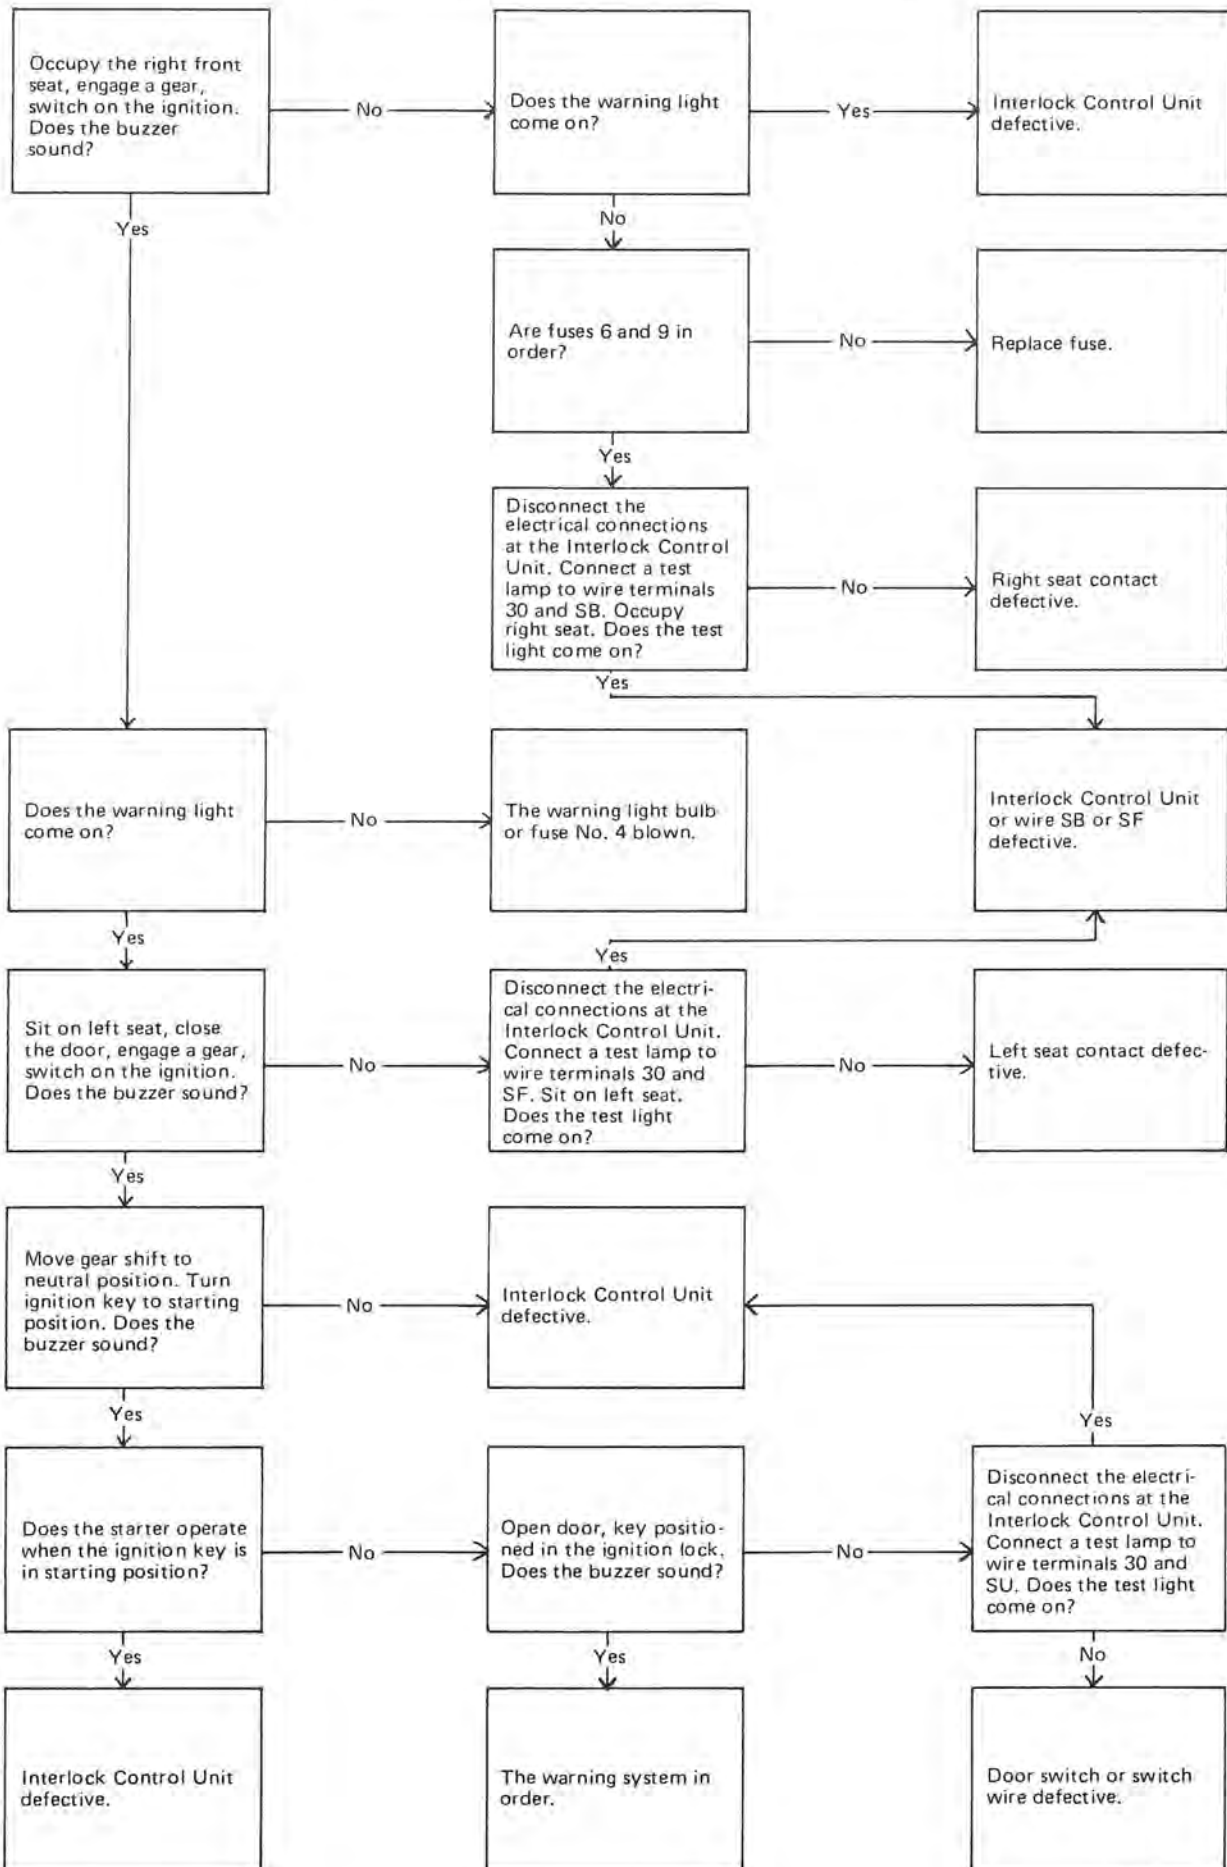 Occupy the right front
seat, engage a gear,
switch on the ignition.
Does the buzzer
sound?
No
Does the warning light
come on?
Yes
Interlock Control Unit
defective.
Yes
No
Are fuses 6 and 9 in
order?
No
Replace fuse.
Yes
Disconnect the
electrical connections
at the Interlock Control
Unit. Connect a test
lamp to wire terminals
30 and SB. Occupy
right seat. Does the test
light come on?
No
Right seat contact
defective.
Yes
Does the warning light
come on?
No
The warning light bulb
or fuse No. 4 blown.
Interlock Control Unit
or wire SB or SF
defective.
Yes
Yes
Sit on left seat, close
the door, engage a gear,
switch on the ignition.
Does the buzzer sound?
No
Disconnect the electri-
cal connections at the
Interlock Control Unit.
Connect a test lamp to
wire terminals 30 and
SF. Sit on left seat.
Does the test light
come on?
No
Left seat contact defec-
tive.
Yes
Move gear shift to
neutral position. Turn
ignition key to starting
position. Does the
buzzer sound?
No
Interlock Control Unit
defective.
Yes
Yes
Does the starter operate
when the ignition key is
in starting position?
No
Open door, key positio-
ned in the ignition lock.
Does the buzzer sound?
No
Disconnect the electri-
cal connections at the
Interlock Control Unit.
Connect a test lamp to
wire terminals 30 and
SU. Does the test light
come on?
Yes
Yes
No
Interlock Control Unit
defective.
The warning system in
order.
Door switch or switch
wire defective.